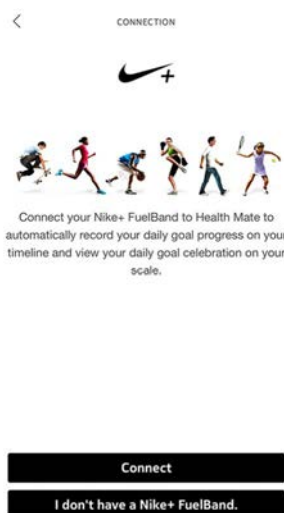 CONNECTION
+
Connect your Nike+ FuelBand to Health Mate to
automatically record your daily goal progress on your
timeline and view your daily goal celebration on your
scale.
Connect
I don't have a Nike+ FuelBand.